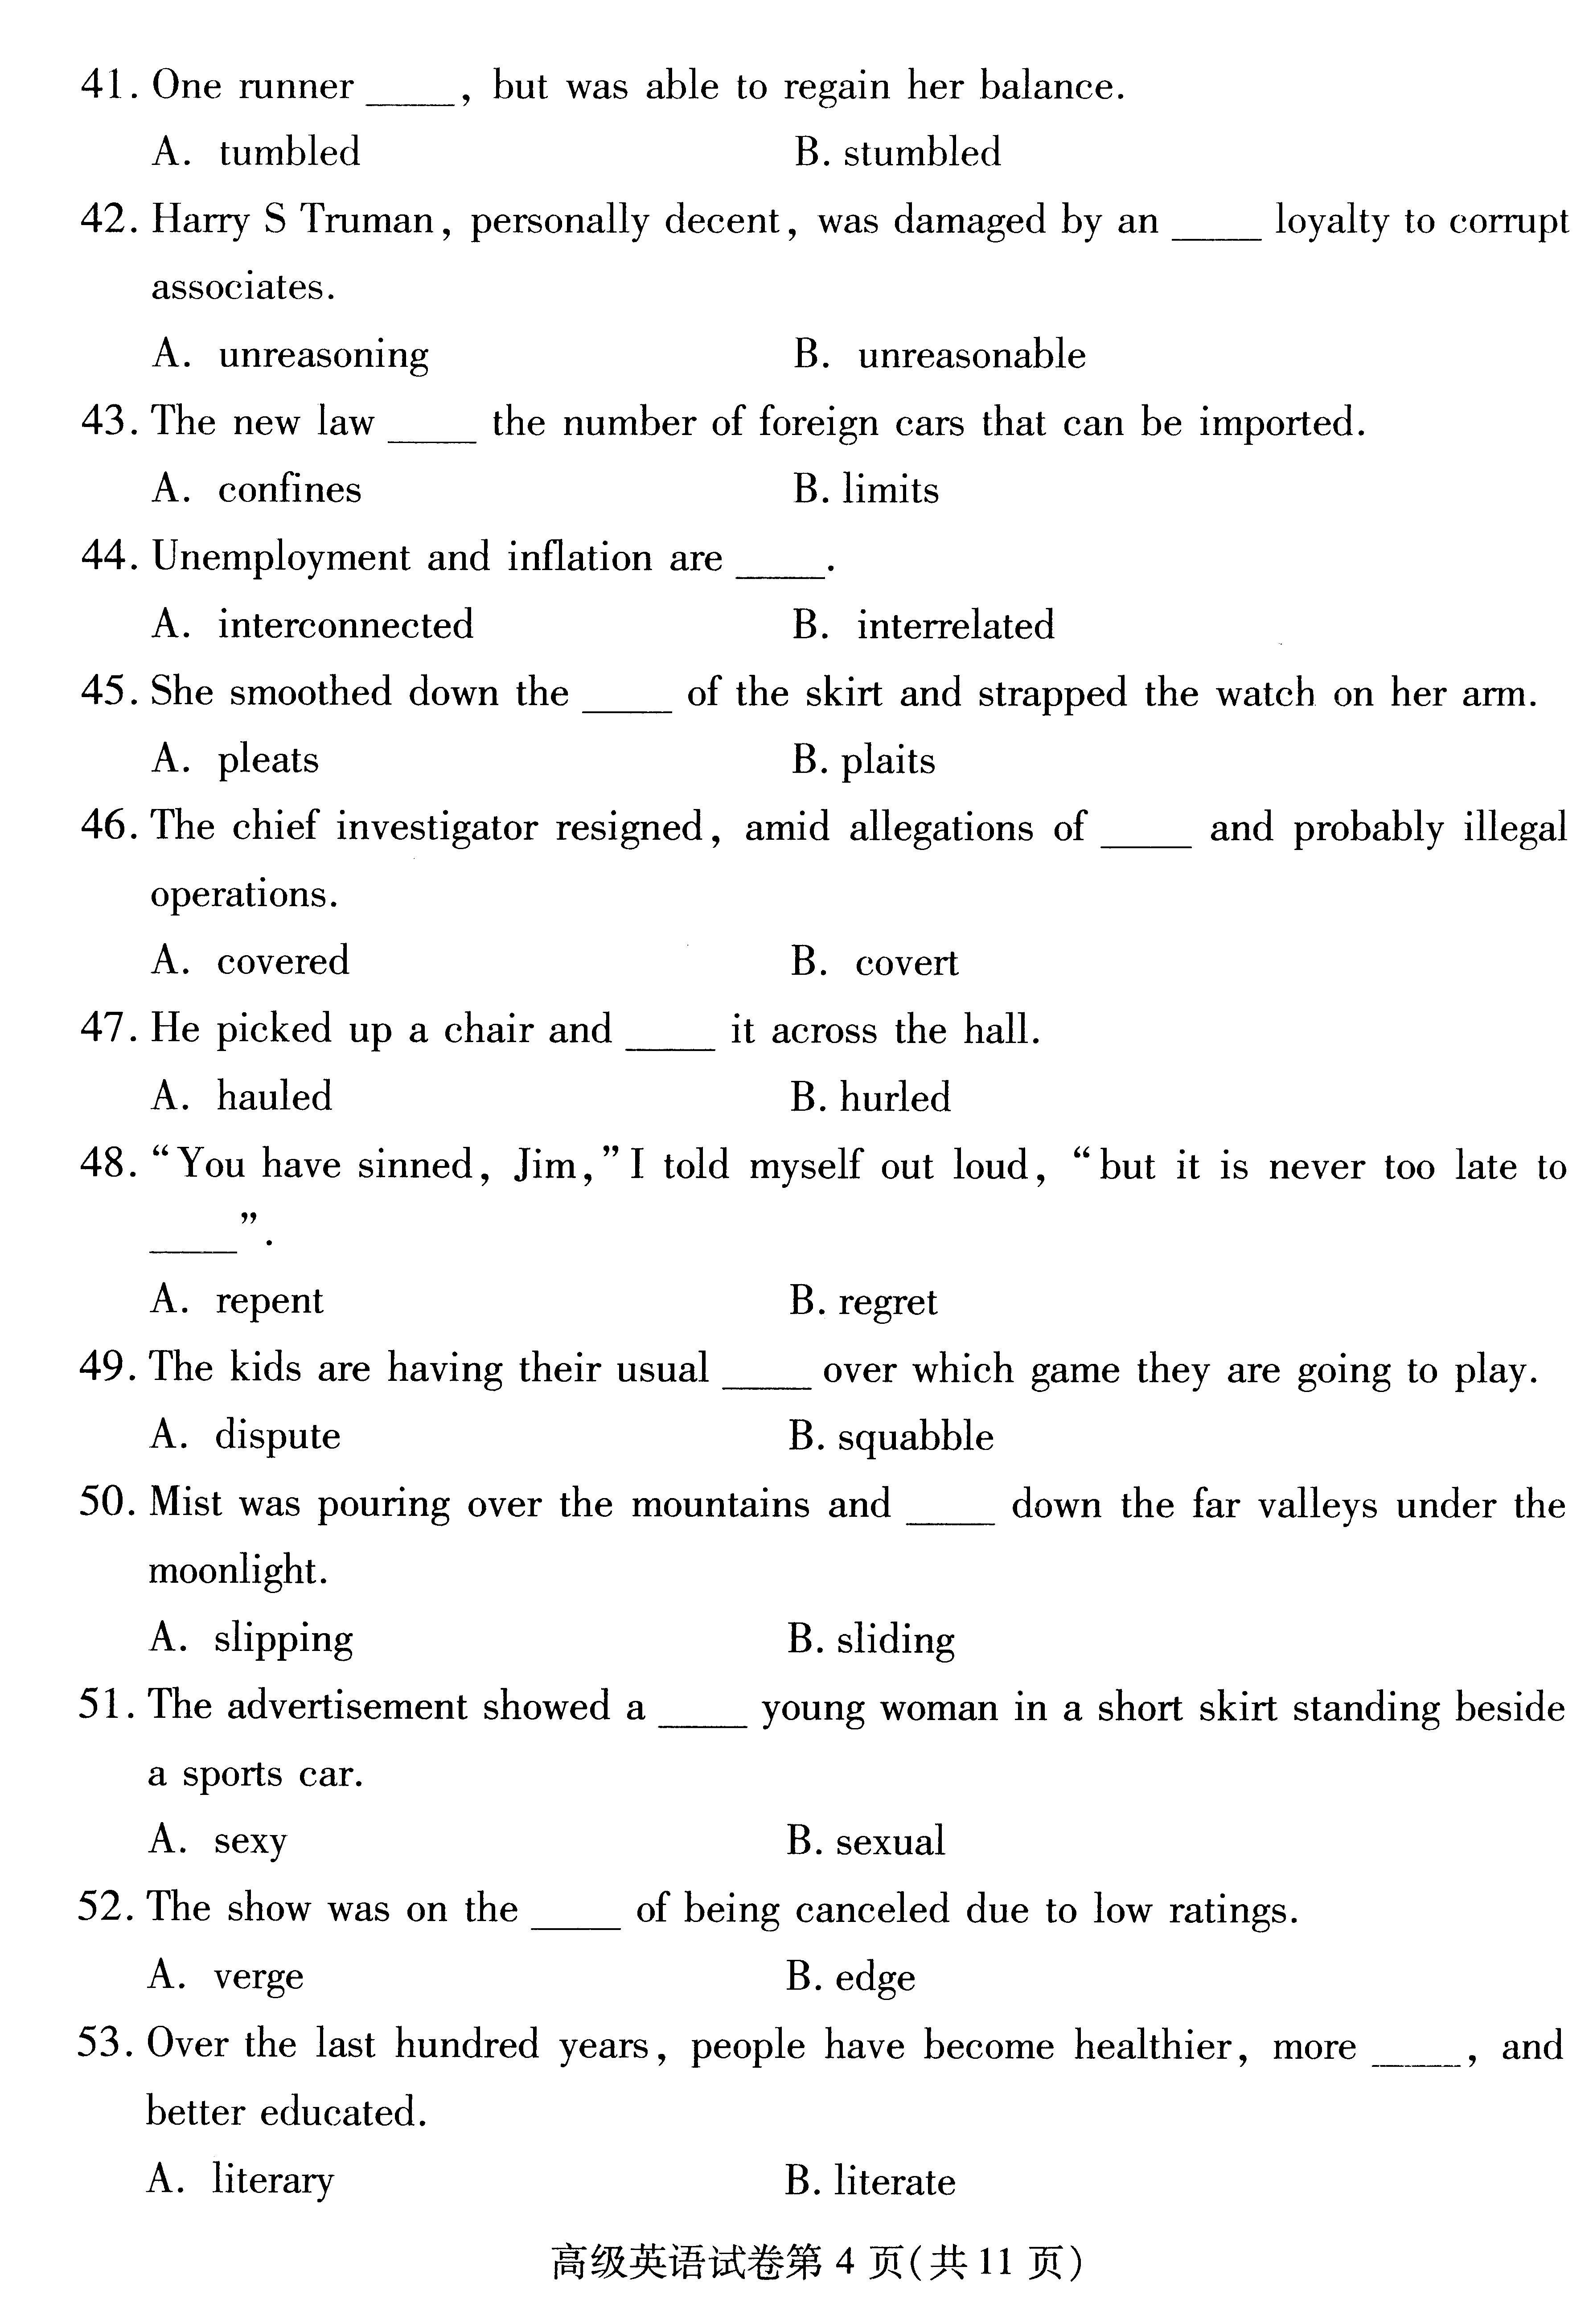 41. One runner ____, but was able to regain her balance.
A. tumbled B. stumbled
42. Harry S Truman, personally decent, was damaged by an ____ loyalty to corrupt
associates.
A. unreasoning B. unreasonable
43. The new law ____ the number of foreign cars that can be imported.
A. confines B. limits
44. Unemployment and inflation are ____.
A. interconnected B. interrelated
45. She smoothed down the ____ of the skirt and strapped the watch on her arm.
A. pleats B. plaits
46. The chief investigator resigned, amid allegations of ____ and probably illegal
operations.
A. covered B. covert
47. He picked up a chair and ____ it across the hall.
A. hauled B. hurled
48. “You have sinned, Jim,” I told myself out loud, “but it is never too late to
____”.
A. repent B. regret
49. The kids are having their usual ____ over which game they are going to play.
A. dispute B. squabble
50. Mist was pouring over the mountains and ____ down the far valleys under the
moonlight.
A. slipping B. sliding
51. The advertisement showed a ____ young woman in a short skirt standing beside
a sports car.
A. sexy B. sexual
52. The show was on the ____ of being canceled due to low ratings.
A. verge B. edge
53. Over the last hundred years, people have become healthier, more ____, and
better educated.
A. literary B. literate
高级英语试卷第 4 页(共 11 页)